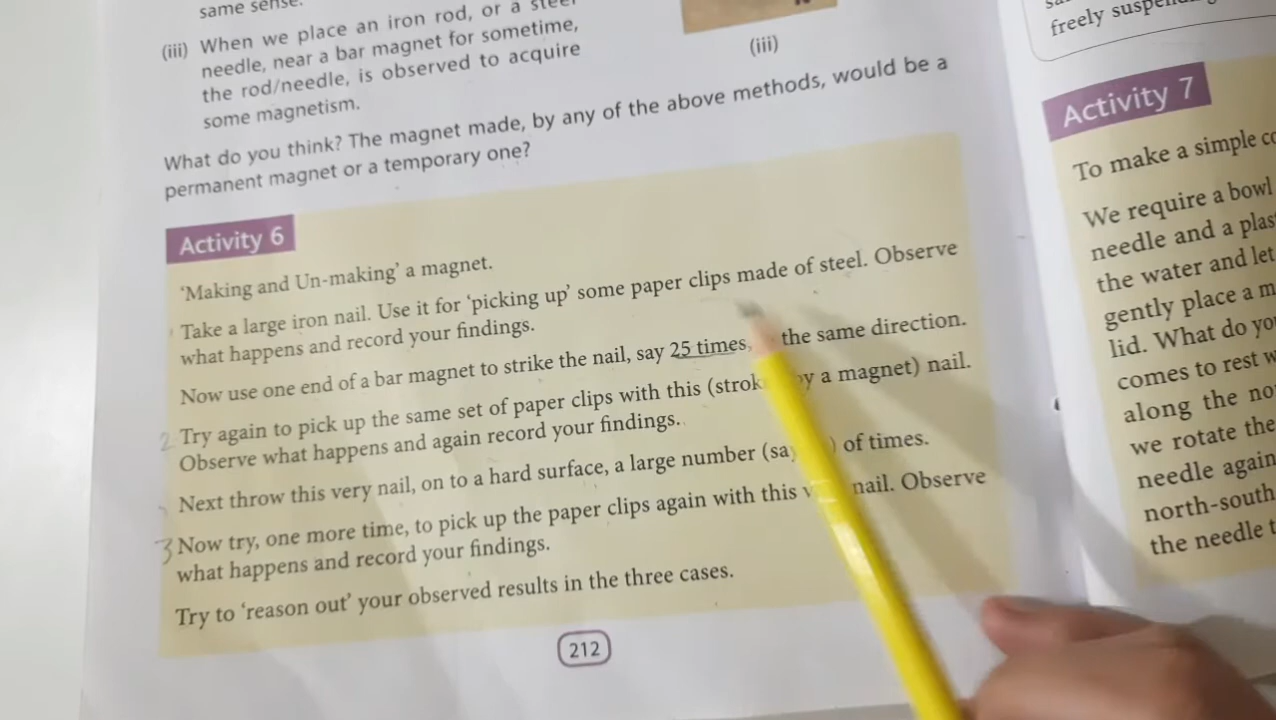 same sense.
(iii) When we place an iron rod, or a steel
needle, near a bar magnet for sometime,
the rod/needle, is observed to acquire
some magnetism.
(iii)
What do you think? The magnet made, by any of the above methods, would be a
permanent magnet or a temporary one?
Activity 6
'Making and Un-making' a magnet.
Take a large iron nail. Use it for 'picking up' some paper clips made of steel. Observe
what happens and record your findings.
Now use one end of a bar magnet to strike the nail, say 25 times, the same direction.
2 Try again to pick up the same set of paper clips with this (strok by a magnet) nail.
Observe what happens and again record your findings.
Next throw this very nail, on to a hard surface, a large number (say ) of times.
3 Now try, one more time, to pick up the paper clips again with this nail. Observe
what happens and record your findings.
Try to 'reason out' your observed results in the three cases.
212
freely
Activity 7
To make a simple
We require a bowl
needle and a
the water and let
gently place a
lid. What do
comes to rest
along the
we rotate the
needle again
north-south
the needle